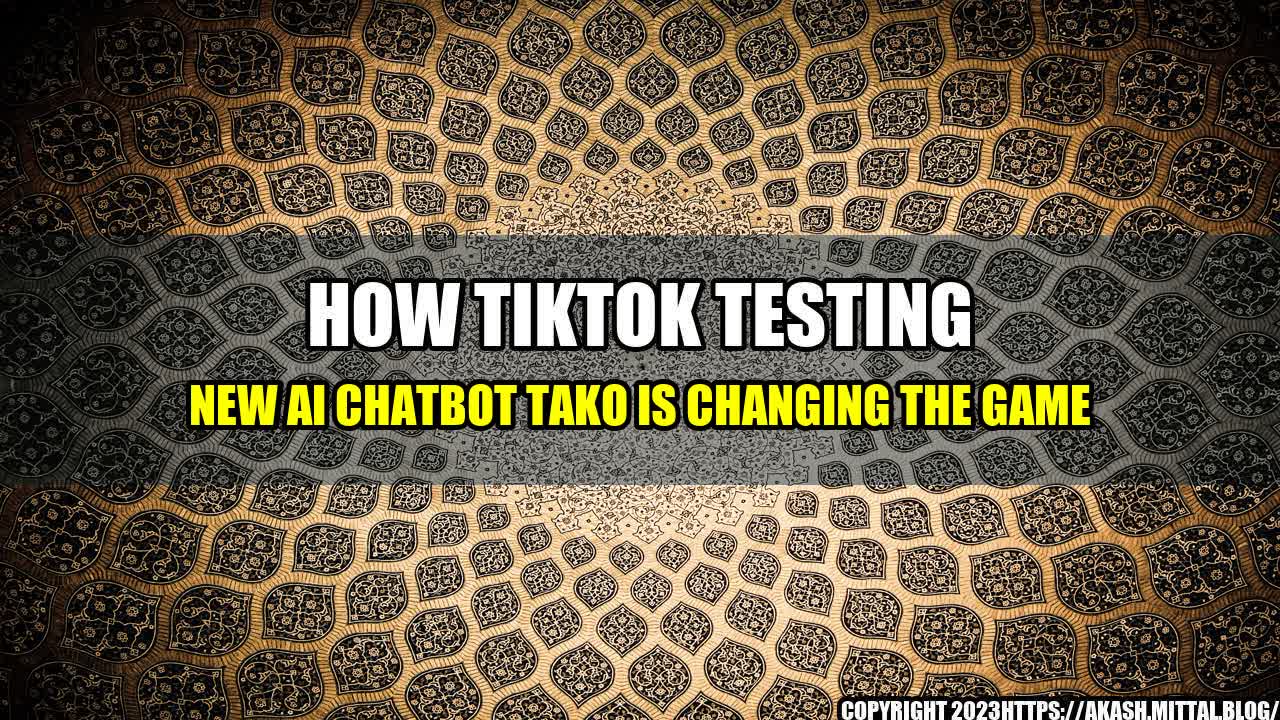 HOW TIKTOK TESTING
NEW AI CHATBOT TAKO IS CHANGING THE GAME
COPYRIGHT 2023HTTPS://AKASH.MITTAL.BLOG/